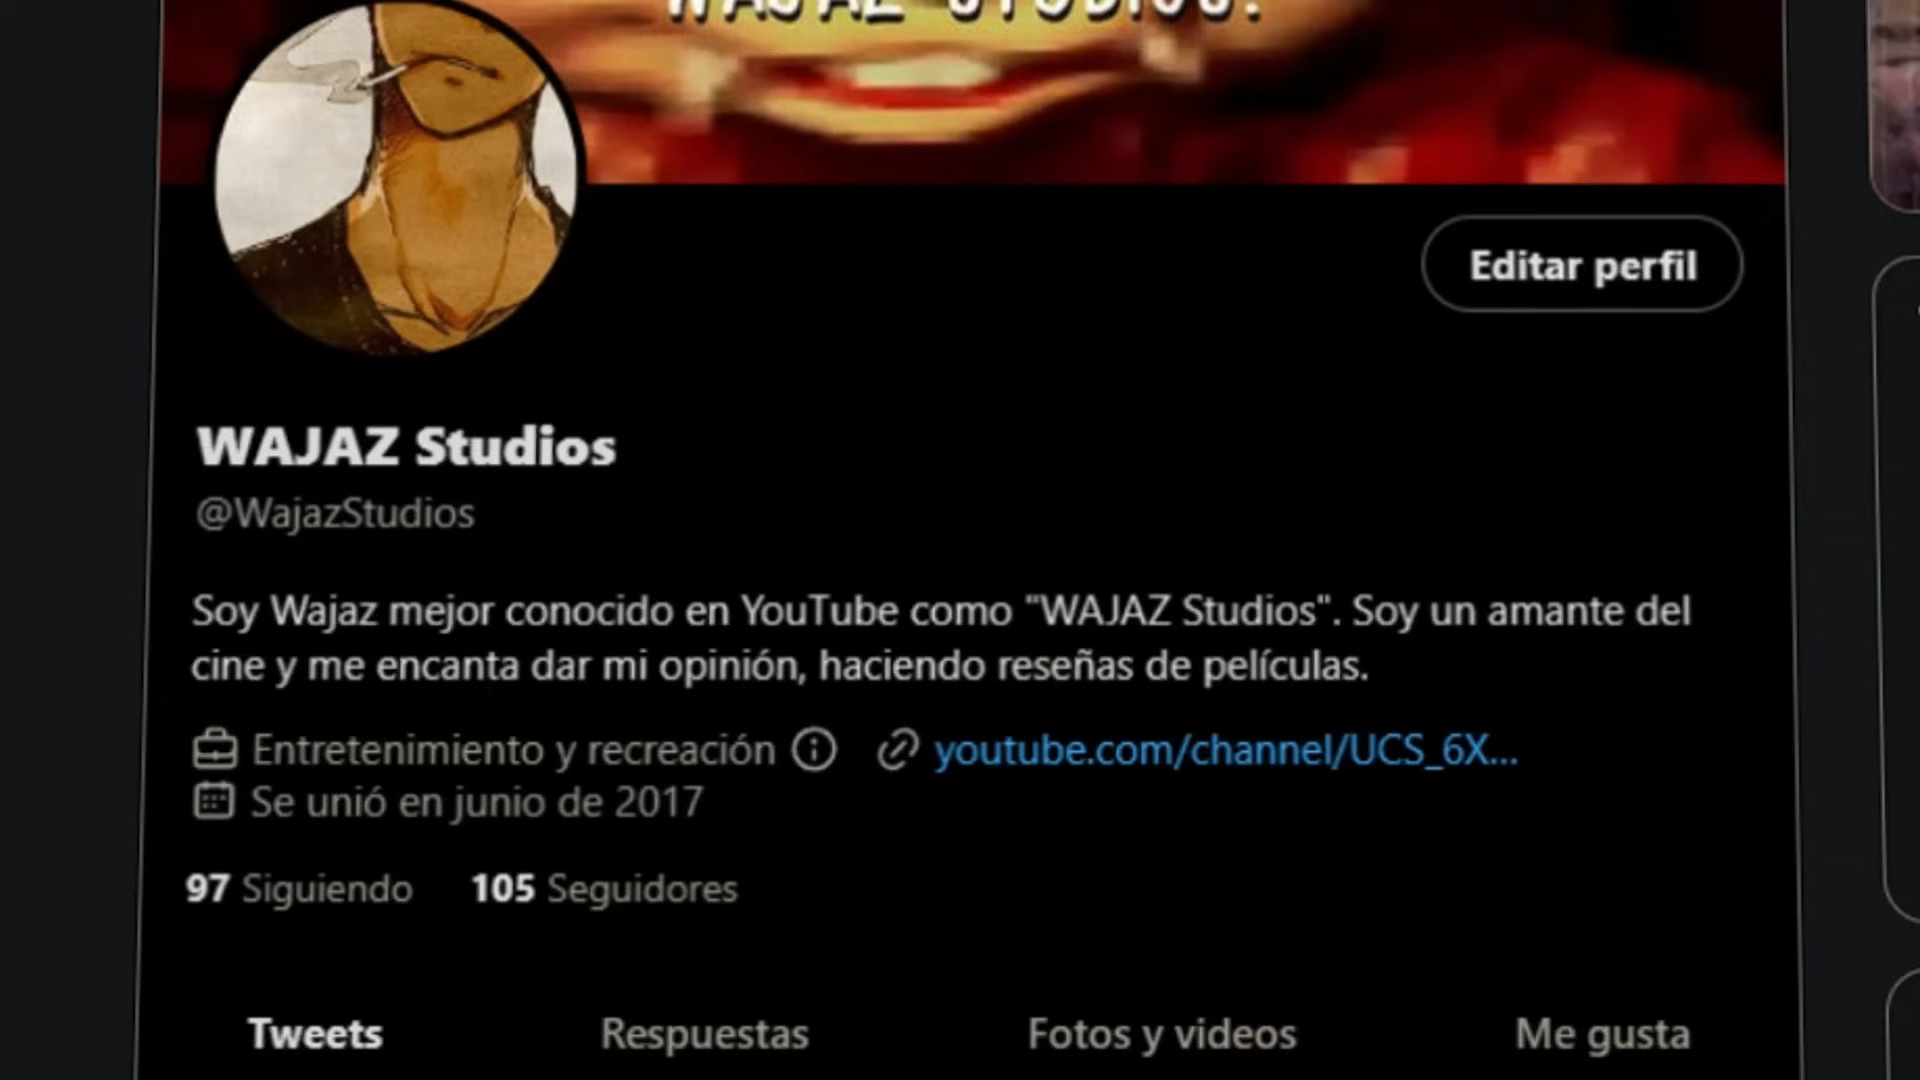 WAJAZ STUDIOS.
Editar perfil
WAJAZ Studios
@WajazStudios
Soy Wajaz mejor conocido en YouTube como "WAJAZ Studios". Soy un amante del
cine y me encanta dar mi opinión, haciendo reseñas de películas.
Entretenimiento y recreación youtube.com/channel/UCS_6X...
Se unió en junio de 2017
97 Siguiendo 105 Seguidores
Tweets Respuestas Fotos y videos Me gusta